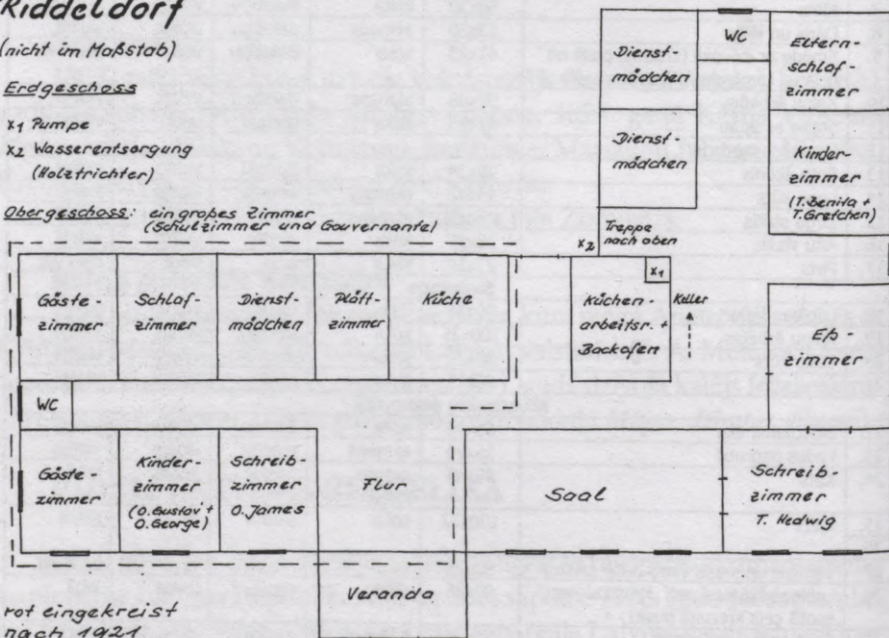 Riddeldorf
(nicht im Maßstab)
Erdgeschoss
x1 Pumpe
x2 Wasserentsorgung
(Holztrichter)
Obergeschoss: ein großes Zimmer
(Schulzimmer und Gouvernante)
Dienst-
mädchen
WC
Eltern-
schlaf-
zimmer
Dienst-
mädchen
Kinder-
zimmer
(T. Benita +
T. Gretchen)
Treppe
nach oben
x2
x1
Gäste-
zimmer
Schlaf-
zimmer
Dienst-
mädchen
Plätt-
zimmer
Küche
Küchen-
arbeitsr. +
Backofen
Keller
Eß-
zimmer
WC
Gäste-
zimmer
Kinder-
zimmer
(O. Gustav +
O. George)
Schreib-
zimmer
O. James
Flur
Saal
Schreib-
zimmer
T. Hedwig
Veranda
rot eingekreist
nach 1921